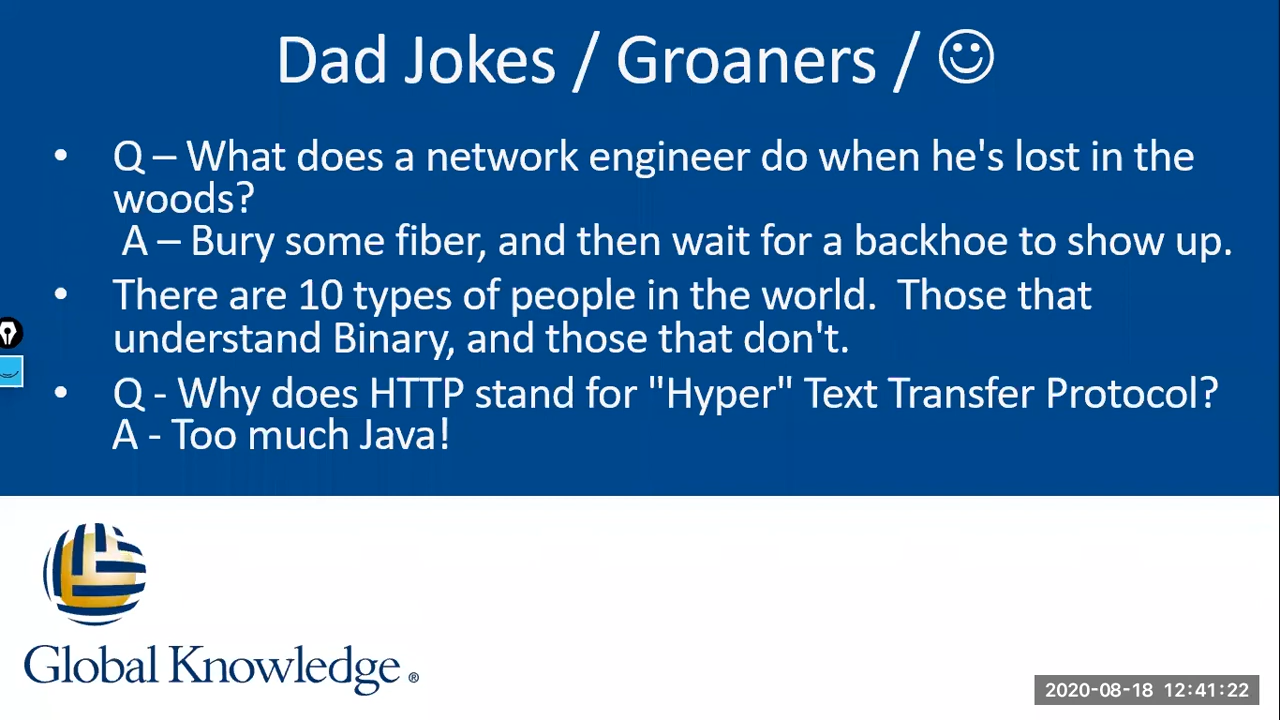 Dad Jokes / Groaners / ☺
• Q – What does a network engineer do when he's lost in the
woods?
A – Bury some fiber, and then wait for a backhoe to show up.
• There are 10 types of people in the world.  Those that
understand Binary, and those that don't.
• Q - Why does HTTP stand for "Hyper" Text Transfer Protocol?
A - Too much Java!
Global Knowledge ®
2020-08-18 12:41:22